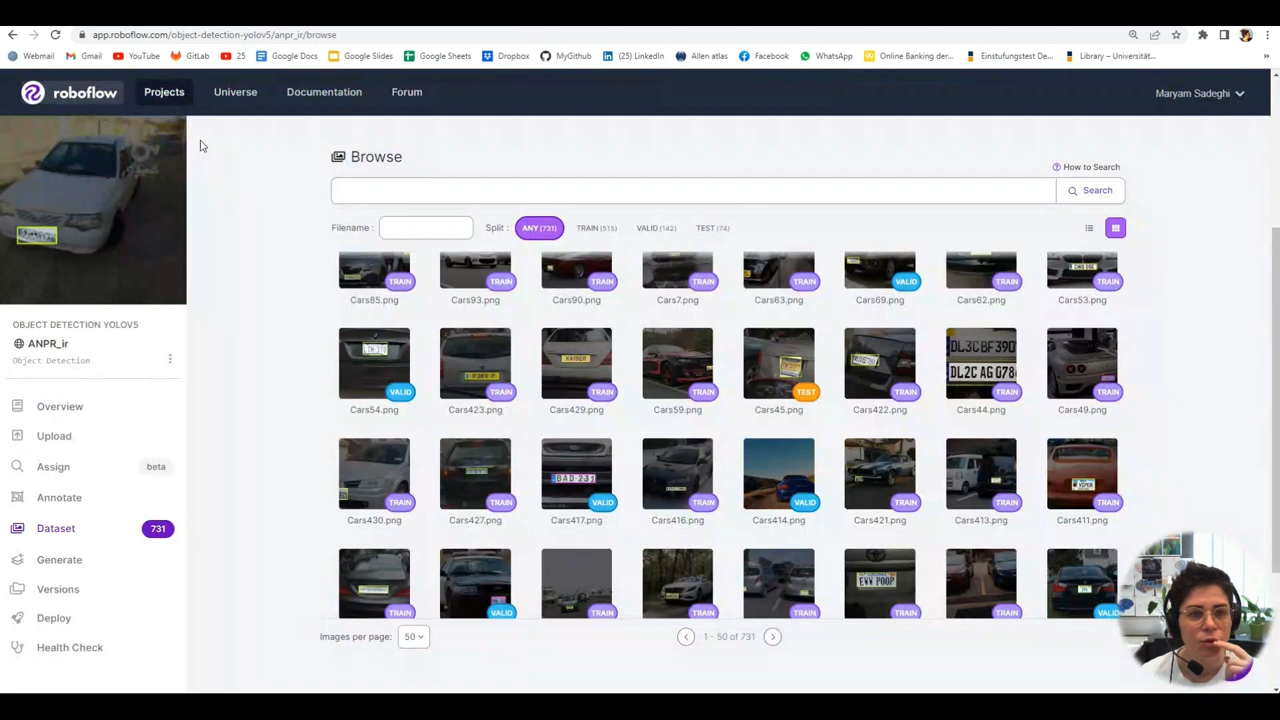 app.roboflow.com/object-detection-yolov5/anpr_ir/browse
Webmail Gmail YouTube GitLab 25 Google Docs Google Slides Google Sheets Dropbox MyGithub (25) LinkedIn Allen atlas Facebook WhatsApp Online Banking der... Einstufungstest De... Library – Universität...
roboflow Projects Universe Documentation Forum Maryam Sadeghi
Browse
How to Search
Search
Filename : Split : ANY (731) TRAIN (515) VALID (142) TEST (74)
TRAIN TRAIN TRAIN TRAIN TRAIN VALID TRAIN TRAIN
Cars85.png Cars93.png Cars90.png Cars7.png Cars63.png Cars69.png Cars62.png Cars53.png
OBJECT DETECTION YOLOV5
ANPR_ir
Object Detection
KAISER
DL3C BF 390
DL2C AG 078
VALID TRAIN TRAIN TRAIN TEST TRAIN TRAIN TRAIN
Cars54.png Cars423.png Cars429.png Cars59.png Cars45.png Cars422.png Cars44.png Cars49.png
Overview
Upload
Assign beta
Annotate
Dataset 731
Generate
Versions
Deploy
Health Check
BAD 231
VIPER
TRAIN TRAIN VALID TRAIN VALID TRAIN TRAIN TRAIN
Cars430.png Cars427.png Cars417.png Cars416.png Cars414.png Cars421.png Cars413.png Cars411.png
EWW POOP
TRAIN VALID TRAIN TRAIN TRAIN TRAIN TRAIN VALID
Images per page: 50 1 - 50 of 731